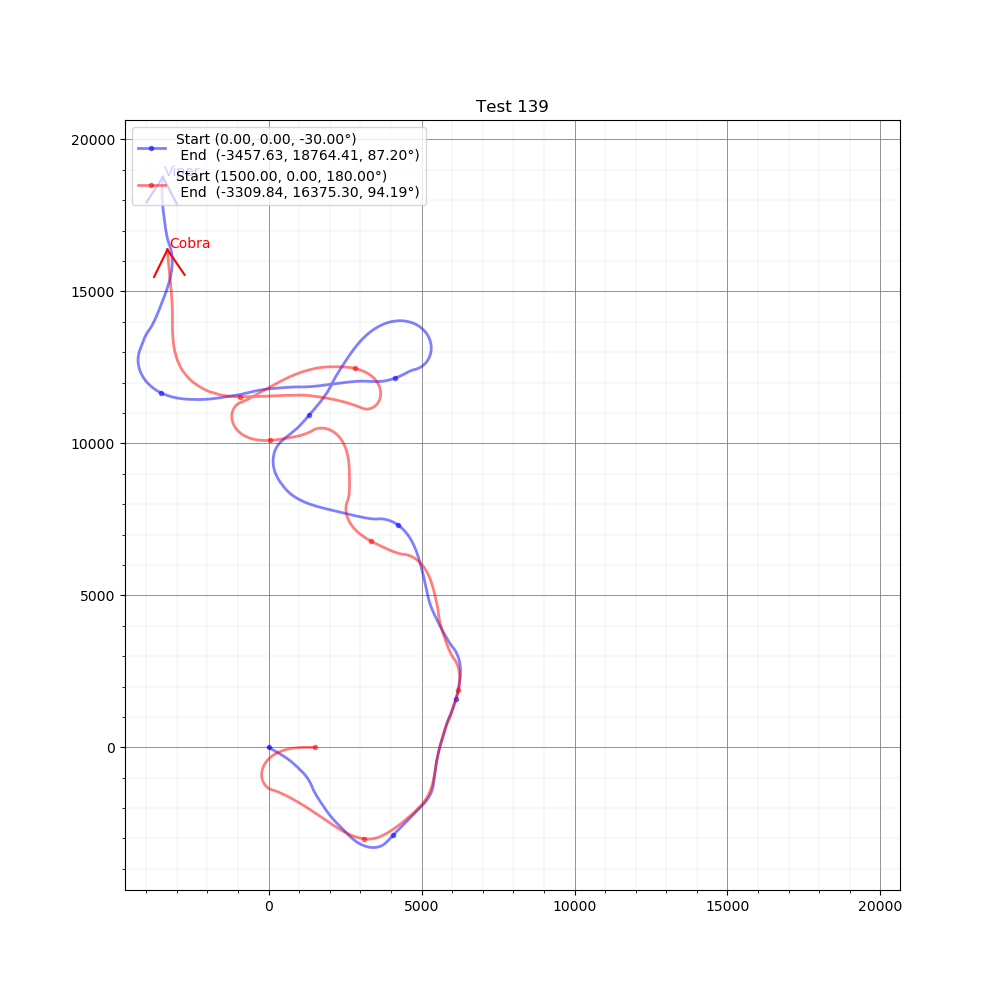 Test 139
20000
15000
10000
5000
0
Start (0.00, 0.00, -30.00°)
End  (-3457.63, 18764.41, 87.20°)
Start (1500.00, 0.00, 180.00°)
End  (-3309.84, 16375.30, 94.19°)
Cobra
0
5000
10000
15000
20000